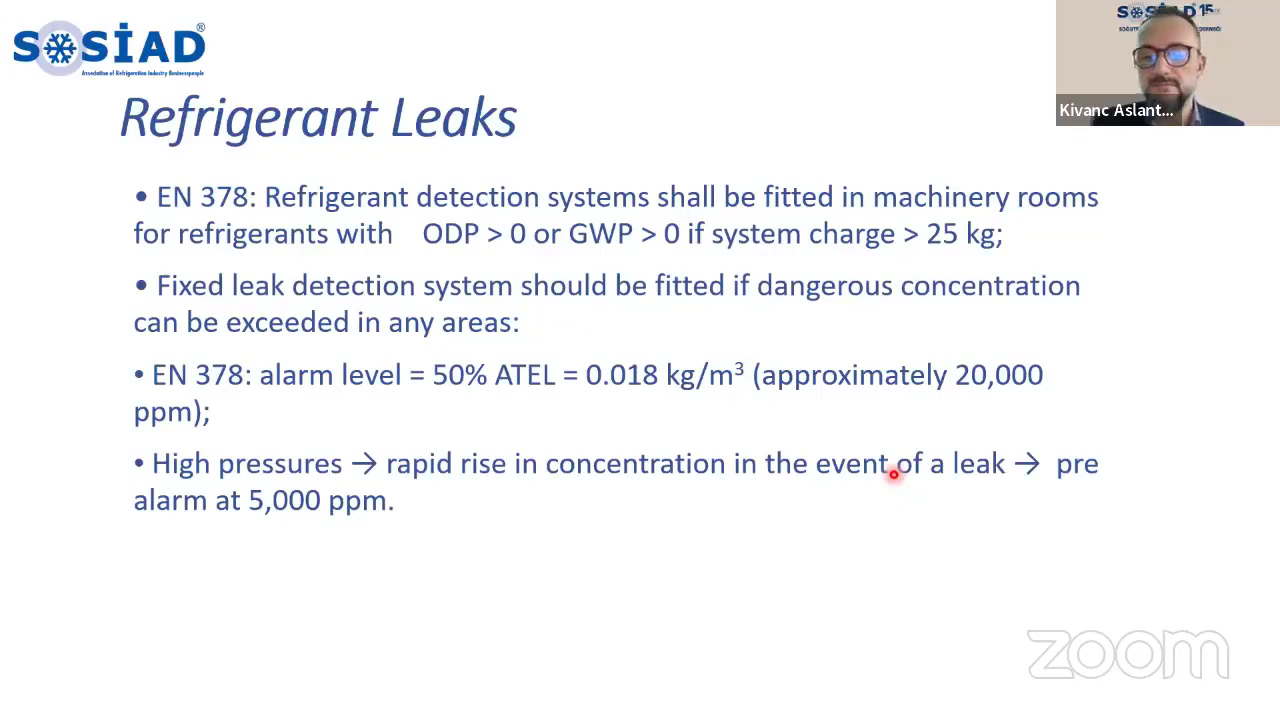 SOSİAD®
Association of Refrigeration Industry Businesspeople
SOSİAD 15
Kivanc Aslant...
Refrigerant Leaks
• EN 378: Refrigerant detection systems shall be fitted in machinery rooms
for refrigerants with ODP > 0 or GWP > 0 if system charge > 25 kg;
• Fixed leak detection system should be fitted if dangerous concentration
can be exceeded in any areas:
• EN 378: alarm level = 50% ATEL = 0.018 kg/m³ (approximately 20,000
ppm);
• High pressures → rapid rise in concentration in the event of a leak → pre
alarm at 5,000 ppm.
zoom